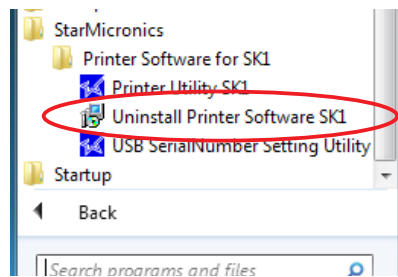 StarMicronics
Printer Software for SK1
Printer Utility SK1
Uninstall Printer Software SK1
USB SerialNumber Setting Utility
Startup
Back
Search programs and files